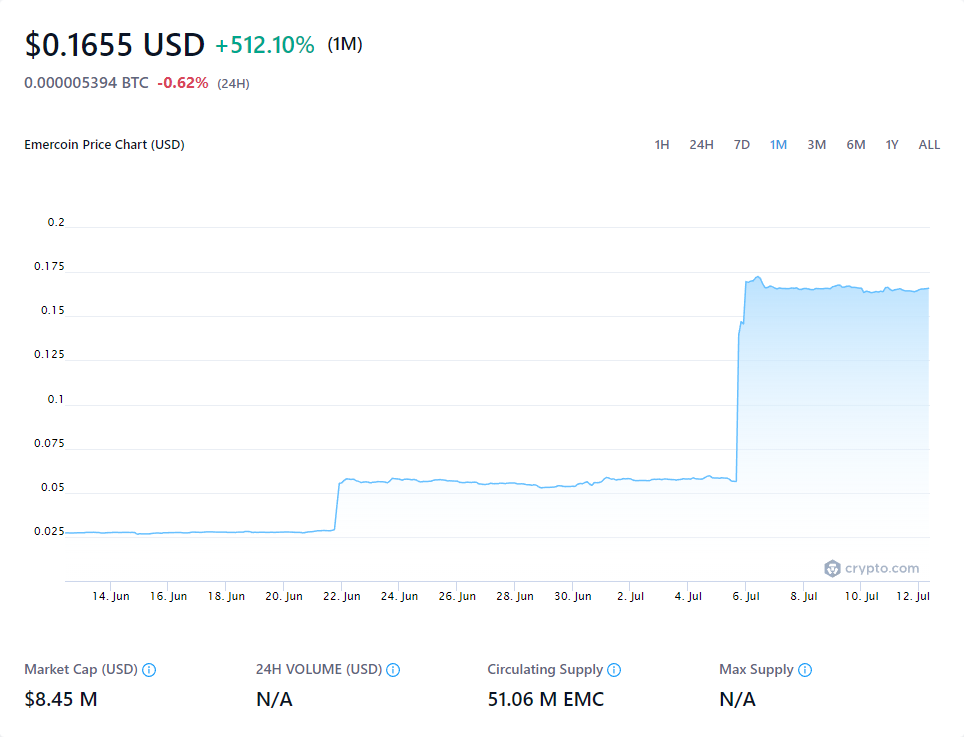 $0.1655 USD +512.10% (1M)
0.000005394 BTC -0.62% (24H)
Emercoin Price Chart (USD) 1H 24H 7D 1M 3M 6M 1Y ALL
0.2
0.175
0.15
0.125
0.1
0.075
0.05
0.025
crypto.com
14. Jun 16. Jun 18. Jun 20. Jun 22. Jun 24. Jun 26. Jun 28. Jun 30. Jun 2. Jul 4. Jul 6. Jul 8. Jul 10. Jul 12. Jul
Market Cap (USD) 24H VOLUME (USD) Circulating Supply Max Supply
$8.45 M N/A 51.06 M EMC N/A